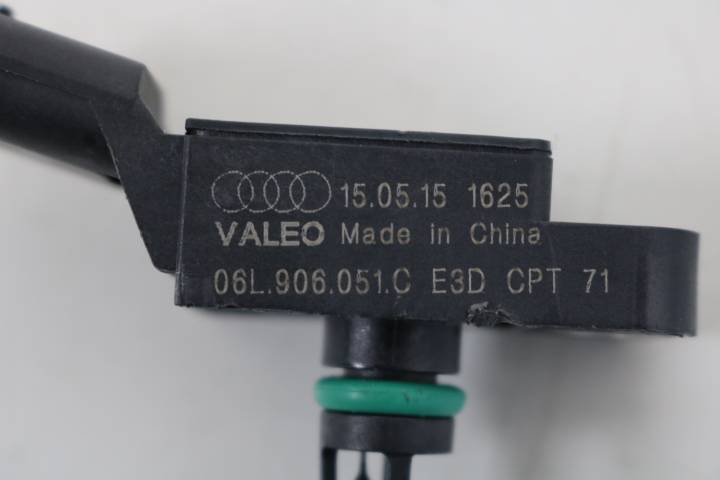 15.05.15 1625
VALEO Made in China
06L.906.051.C E3D CPT 71